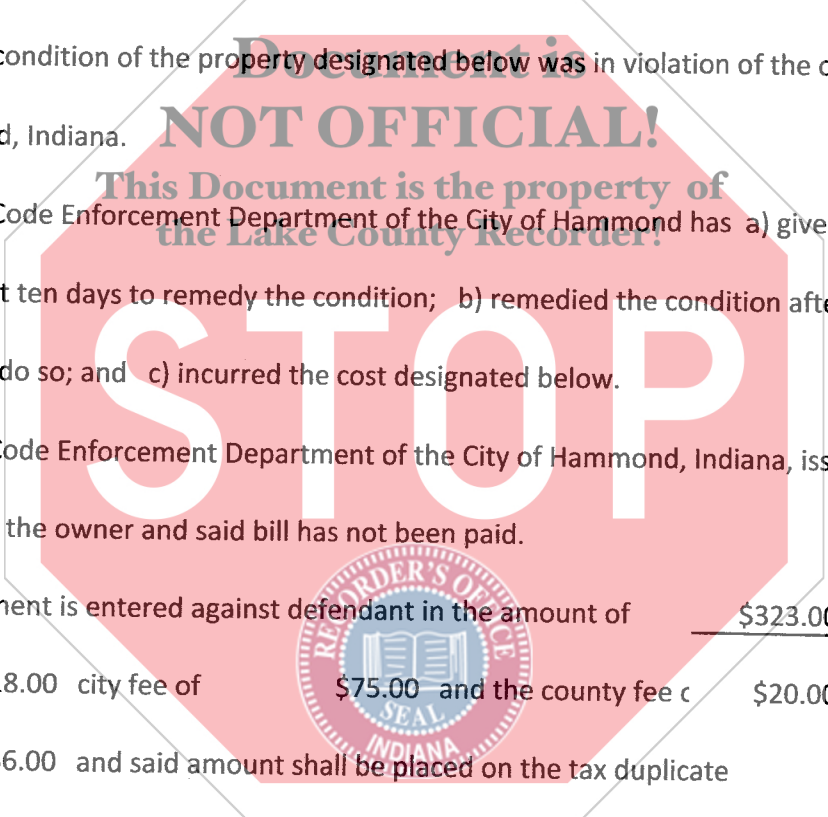 Document is
condition of the property designated below was in violation of the
NOT OFFICIAL!
d, Indiana.
This Document is the property of
Code Enforcement Department of the City of Hammond has a) give
the Lake County Recorder!
t ten days to remedy the condition; b) remedied the condition afte
STOP
do so; and c) incurred the cost designated below.
Code Enforcement Department of the City of Hammond, Indiana, iss
the owner and said bill has not been paid.
RECORDER'S OFFICE
ment is entered against defendant in the amount of $323.00
8.00 city fee of $75.00 and the county fee $20.00
SEAL
INDIANA
6.00 and said amount shall be placed on the tax duplicate